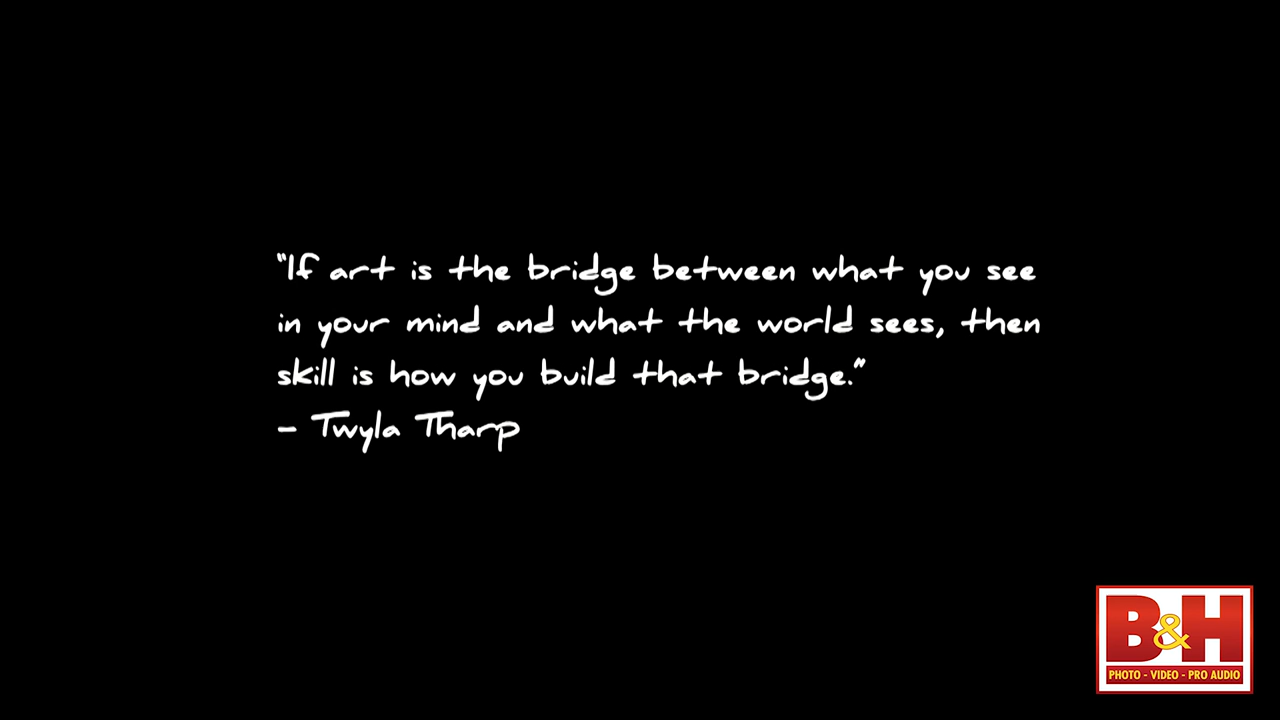 "If art is the bridge between what you see
in your mind and what the world sees, then
skill is how you build that bridge."
- Twyla Tharp
B&H
PHOTO - VIDEO - PRO AUDIO